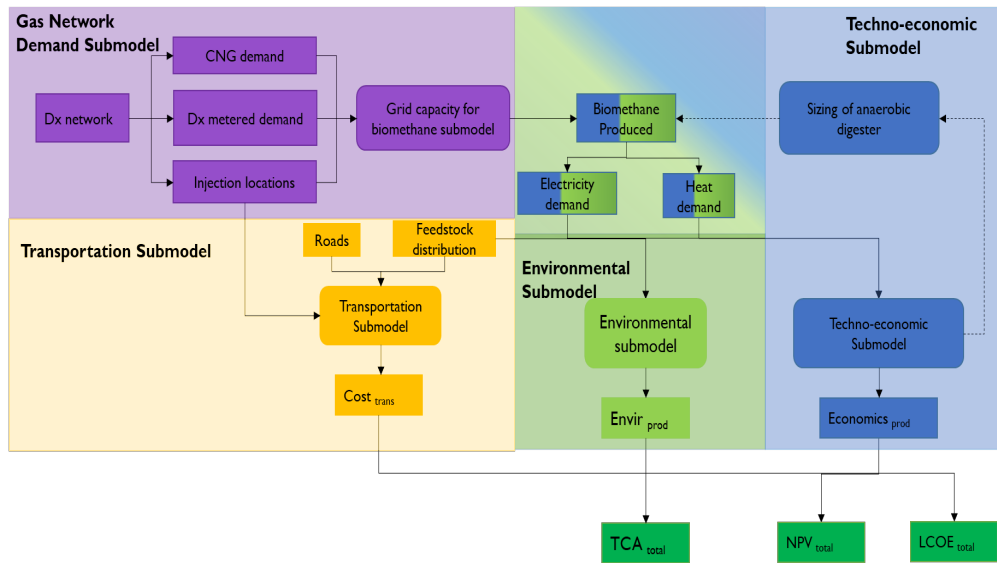 Gas Network
Demand Submodel
CNG demand
Dx network
Dx metered demand
Injection locations
Grid capacity for
biomethane submodel
Biomethane
Produced
Electricity
demand
Heat
demand
Techno-economic
Submodel
Sizing of anaerobic
digester
Transportation Submodel
Roads
Feedstock
distribution
Transportation
Submodel
Cost trans
Environmental
Submodel
Environmental
submodel
Envir prod
Techno-economic
Submodel
Economics prod
TCA total
NPV total
LCOE total